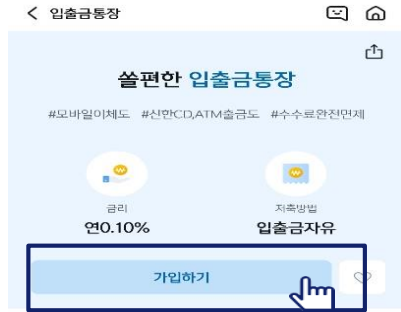 입출금통장
쏠편한 입출금통장
#모바일이체도 #신한CD,ATM출금도 #수수료완전면제
금리 저축방법
연0.10% 입출금자유
가입하기